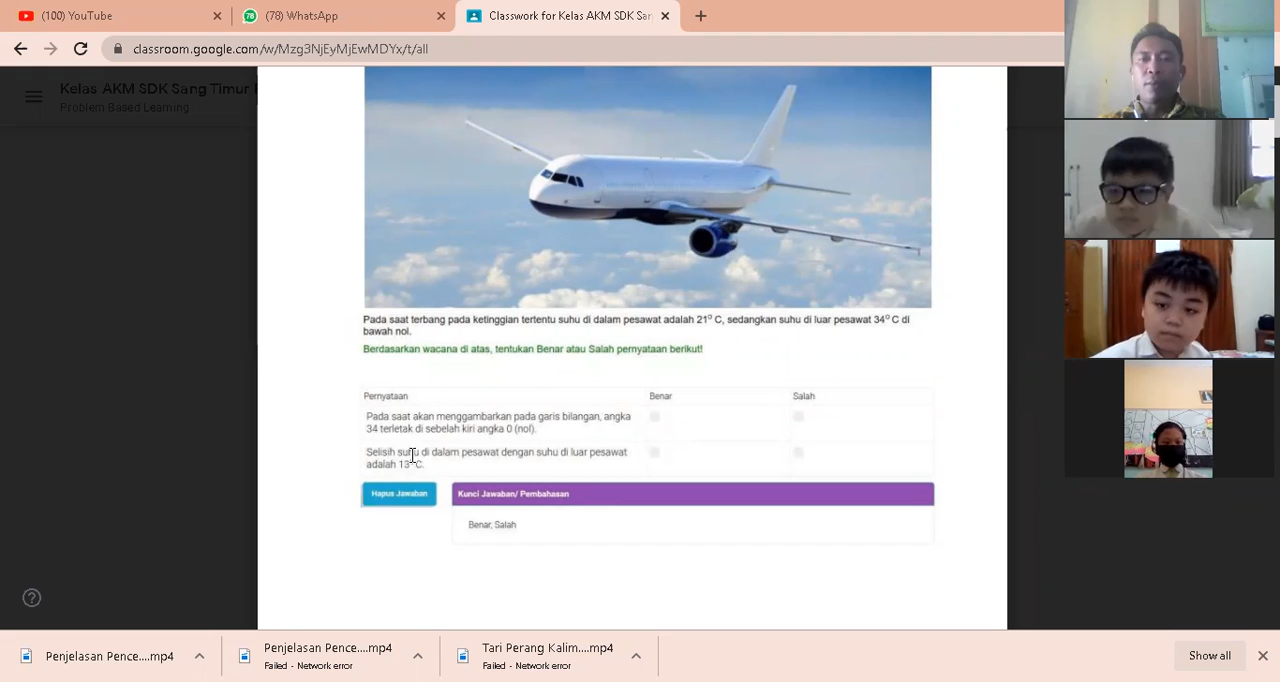 (100) YouTube
78
(78) WhatsApp
Classwork for Kelas AKM SDK San
classroom.google.com/w/Mzg3NjEyMjEwMDYx/t/all
Kelas AKM SDK Sang Timur
Problem Based Learning
Pada saat terbang pada ketinggian tertentu suhu di dalam pesawat adalah 21⁰ C, sedangkan suhu di luar pesawat 34⁰ C di
bawah nol.
Berdasarkan wacana di atas, tentukan Benar atau Salah pernyataan berikut!
Pernyataan Benar Salah
Pada saat akan menggambarkan pada garis bilangan, angka
34 terletak di sebelah kiri angka 0 (nol).
Selisih suhu di dalam pesawat dengan suhu di luar pesawat
adalah 13⁰C.
Hapus Jawaban
Kunci Jawaban/ Pembahasan
Benar, Salah
Penjelasan Pence....mp4
Penjelasan Pence....mp4
Failed - Network error
Tari Perang Kalim....mp4
Failed - Network error
Show all